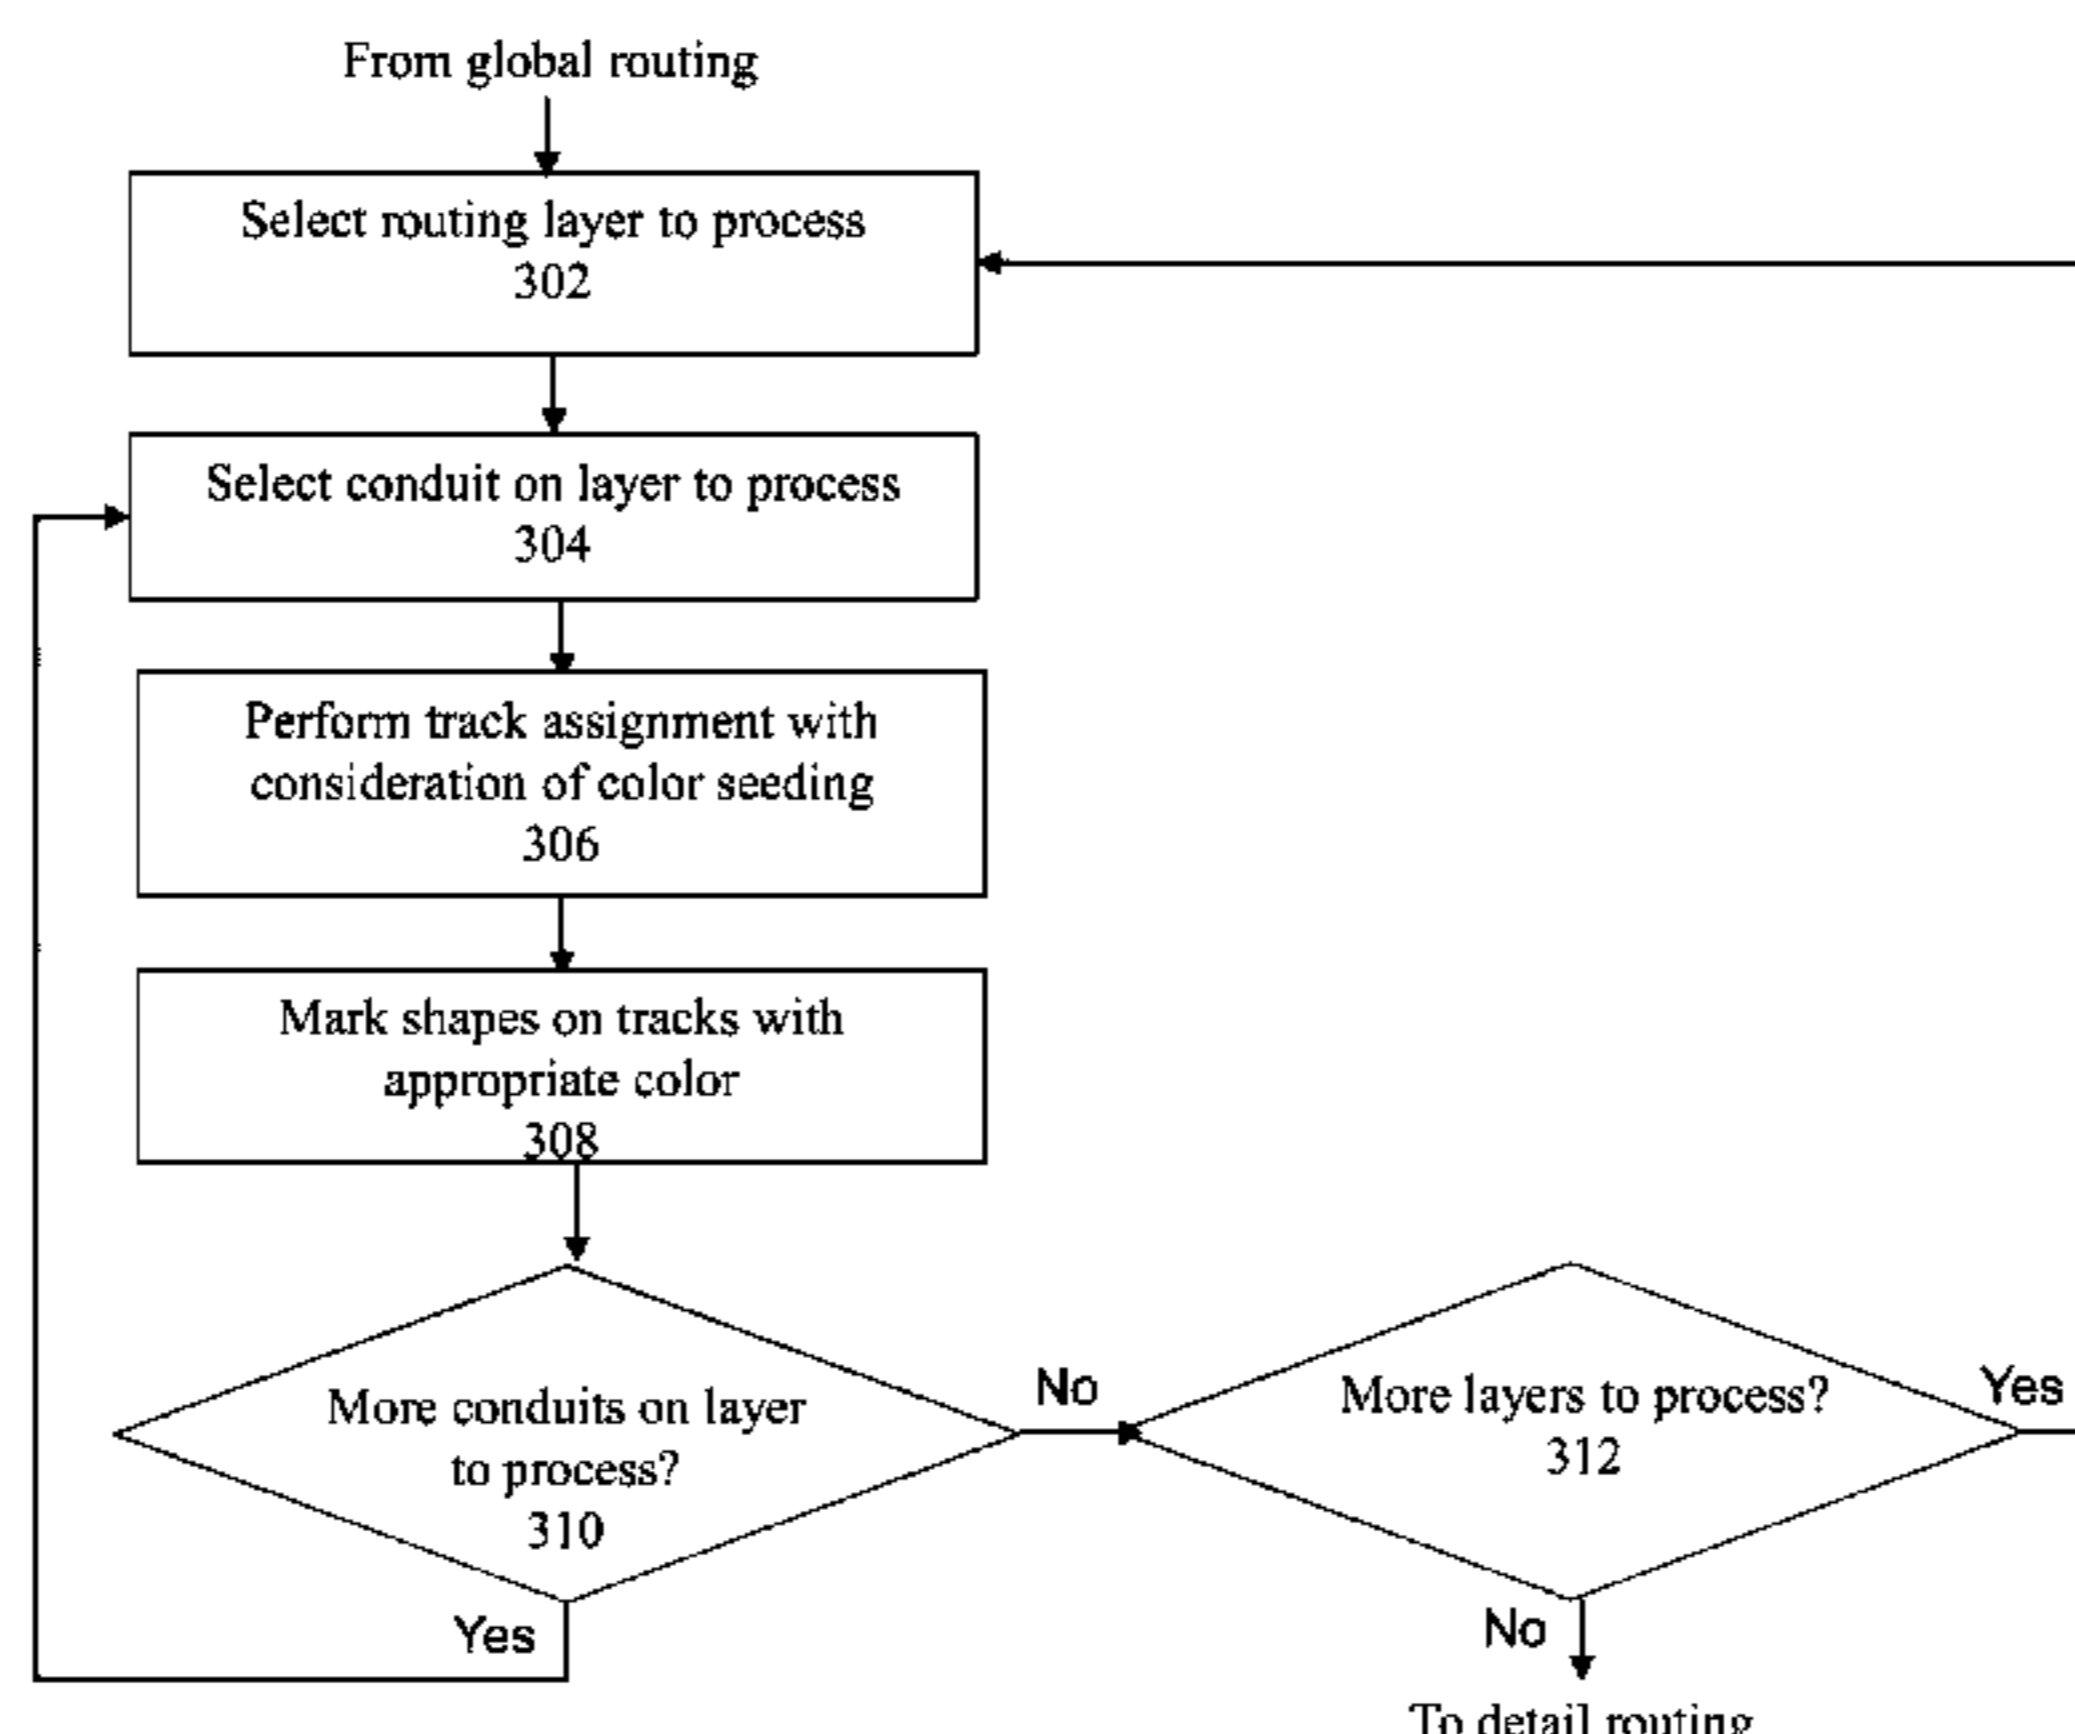 From global routing
Select routing layer to process
302
Select conduit on layer to process
304
Perform track assignment with
consideration of color seeding
306
Mark shapes on tracks with
appropriate color
308
More conduits on layer
to process?
310
Yes
No
More layers to process?
312
Yes
No
To detail routing